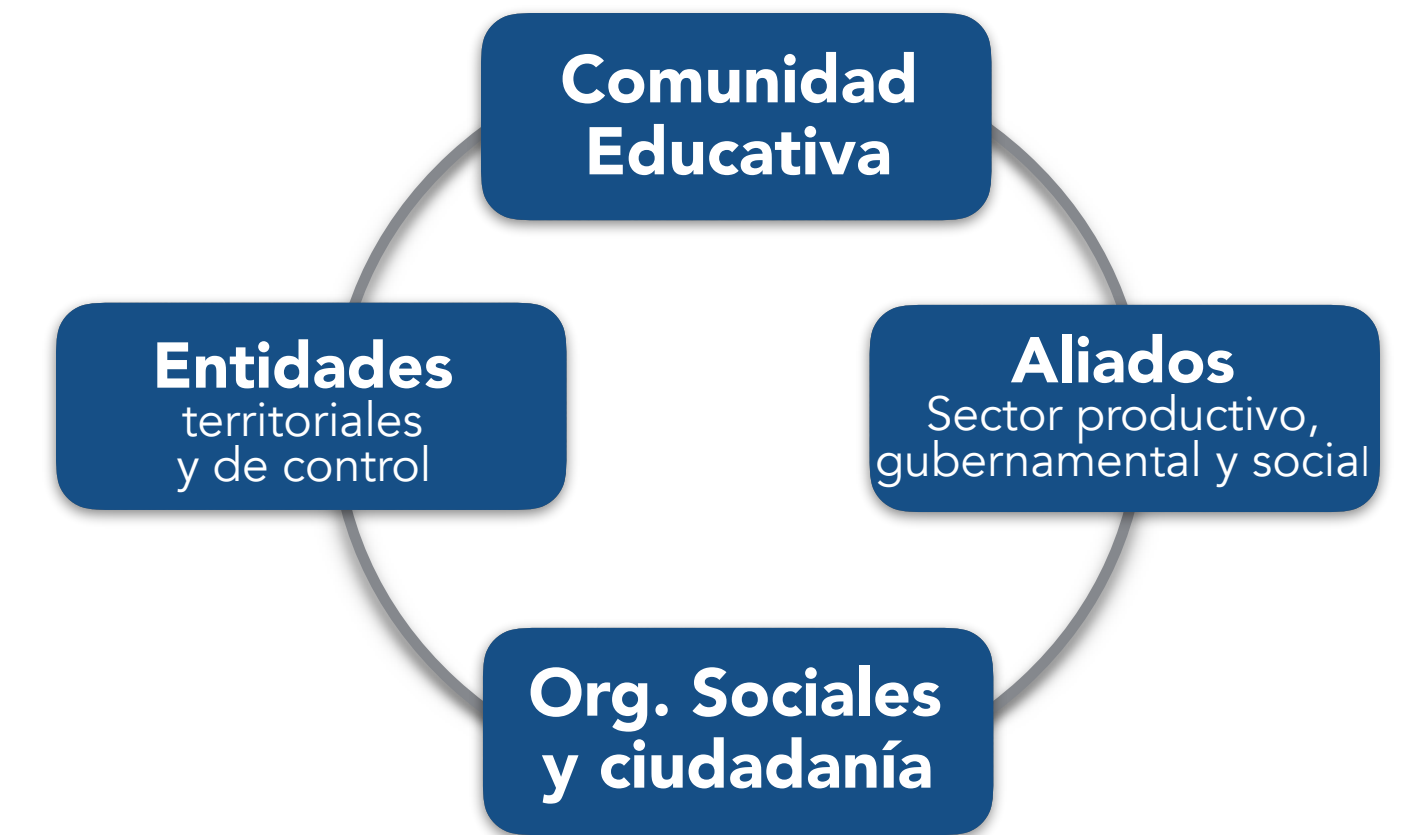 Comunidad
Educativa
Entidades
territoriales
y de control
Aliados
Sector productivo,
gubernamental y social
Org. Sociales
y ciudadanía